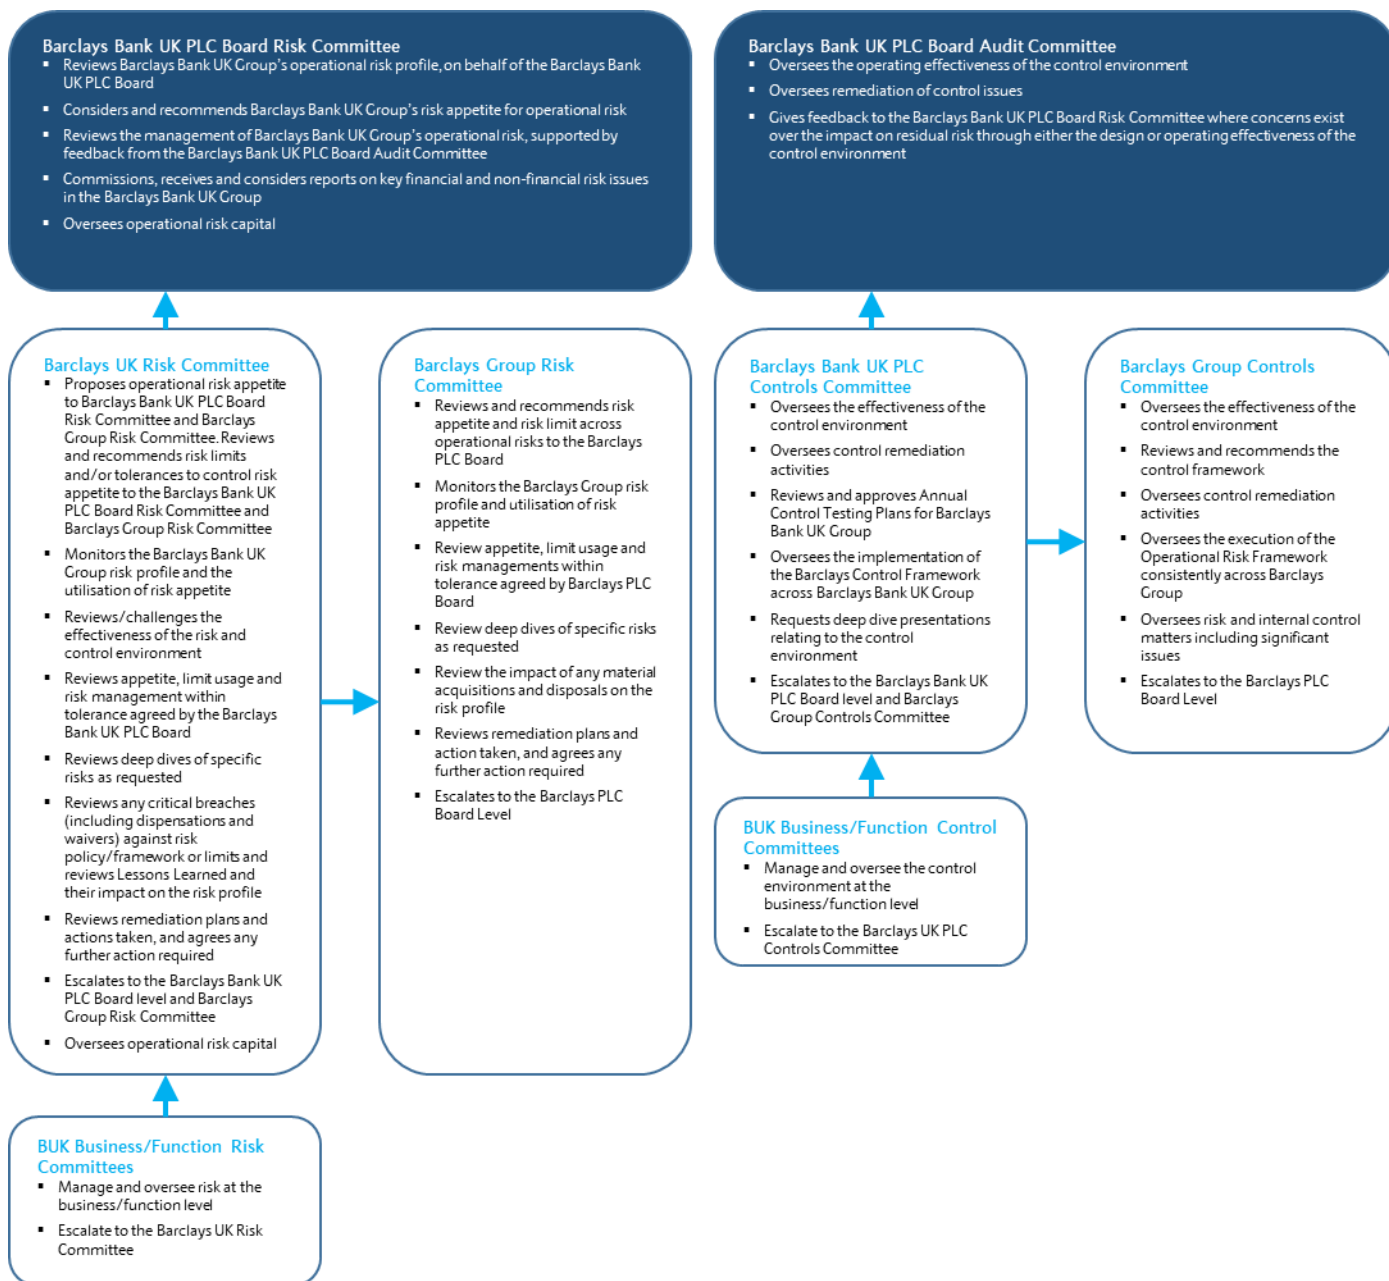 Barclays Bank UK PLC Board Risk Committee
▪ Reviews Barclays Bank UK Group's operational risk profile, on behalf of the Barclays Bank
UK PLC Board
▪ Considers and recommends Barclays Bank UK Group's risk appetite for operational risk
▪ Reviews the management of Barclays Bank UK Group's operational risk, supported by
feedback from the Barclays Bank UK PLC Board Audit Committee
▪ Commissions, receives and considers reports on key financial and non-financial risk issues
in the Barclays Bank UK Group
▪ Oversees operational risk capital
Barclays Bank UK PLC Board Audit Committee
▪ Oversees the operating effectiveness of the control environment
▪ Oversees remediation of control issues
▪ Gives feedback to the Barclays Bank UK PLC Board Risk Committee where concerns exist
over the impact on residual risk through either the design or operating effectiveness of the
control environment
Barclays UK Risk Committee
▪ Proposes operational risk appetite
to Barclays Bank UK PLC Board
Risk Committee and Barclays
Group Risk Committee. Reviews
and recommends risk limits
and/or tolerances to control risk
appetite to the Barclays Bank UK
PLC Board Risk Committee and
Barclays Group Risk Committee
▪ Monitors the Barclays Bank UK
Group risk profile and the
utilisation of risk appetite
▪ Reviews/challenges the
effectiveness of the risk and
control environment
▪ Reviews appetite, limit usage and
risk management within
tolerance agreed by the Barclays
Bank UK PLC Board
▪ Reviews deep dives of specific
risks as requested
▪ Reviews any critical breaches
(including dispensations and
waivers) against risk
policy/framework or limits and
reviews Lessons Learned and
their impact on the risk profile
▪ Reviews remediation plans and
actions taken, and agrees any
further action required
▪ Escalates to the Barclays Bank UK
PLC Board level and Barclays
Group Risk Committee
▪ Oversees operational risk capital
Barclays Group Risk
Committee
▪ Reviews and recommends risk
appetite and risk limit across
operational risks to the Barclays
PLC Board
▪ Monitors the Barclays Group risk
profile and utilisation of risk
appetite
▪ Review appetite, limit usage and
risk managements within
tolerance agreed by Barclays PLC
Board
▪ Review deep dives of specific risks
as requested
▪ Review the impact of any material
acquisitions and disposals on the
risk profile
▪ Reviews remediation plans and
action taken, and agrees any
further action required
▪ Escalates to the Barclays PLC
Board Level
Barclays Bank UK PLC
Controls Committee
▪ Oversees the effectiveness of the
control environment
▪ Oversees control remediation
activities
▪ Reviews and approves Annual
Control Testing Plans for Barclays
Bank UK Group
▪ Oversees the implementation of
the Barclays Control Framework
across Barclays Bank UK Group
▪ Requests deep dive presentations
relating to the control
environment
▪ Escalates to the Barclays Bank UK
PLC Board level and Barclays
Group Controls Committee
Barclays Group Controls
Committee
▪ Oversees the effectiveness of the
control environment
▪ Reviews and recommends the
control framework
▪ Oversees control remediation
activities
▪ Oversees the execution of the
Operational Risk Framework
consistently across Barclays
Group
▪ Oversees risk and internal control
matters including significant
issues
▪ Escalates to the Barclays PLC
Board Level
BUK Business/Function Control
Committees
▪ Manage and oversee the control
environment at the
business/function level
▪ Escalate to the Barclays UK PLC
Controls Committee
BUK Business/Function Risk
Committees
▪ Manage and oversee risk at the
business/function level
▪ Escalate to the Barclays UK Risk
Committee